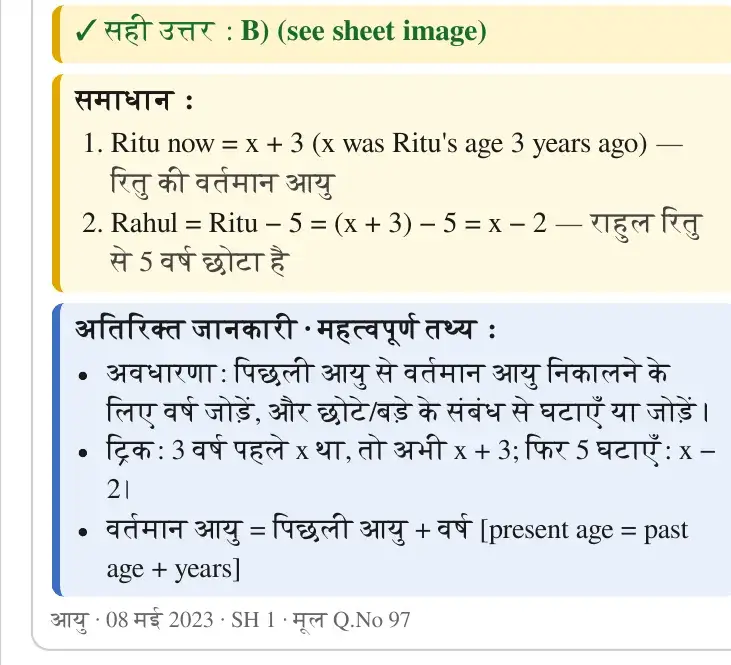 ✓ सही उत्तर : B) (see sheet image)
समाधान :
1. Ritu now = x + 3 (x was Ritu's age 3 years ago) —
रितु की वर्तमान आयु
2. Rahul = Ritu − 5 = (x + 3) − 5 = x − 2 — राहुल रितु
से 5 वर्ष छोटा है
अतिरिक्त जानकारी · महत्वपूर्ण तथ्य :
• अवधारणा : पिछली आयु से वर्तमान आयु निकालने के
लिए वर्ष जोड़ें, और छोटे/बड़े के संबंध से घटाएँ या जोड़ें।
• ट्रिक : 3 वर्ष पहले x था, तो अभी x + 3; फिर 5 घटाएँ : x −
2।
• वर्तमान आयु = पिछली आयु + वर्ष [present age = past
age + years]
आयु · 08 मई 2023 · SH 1 · मूल Q.No 97